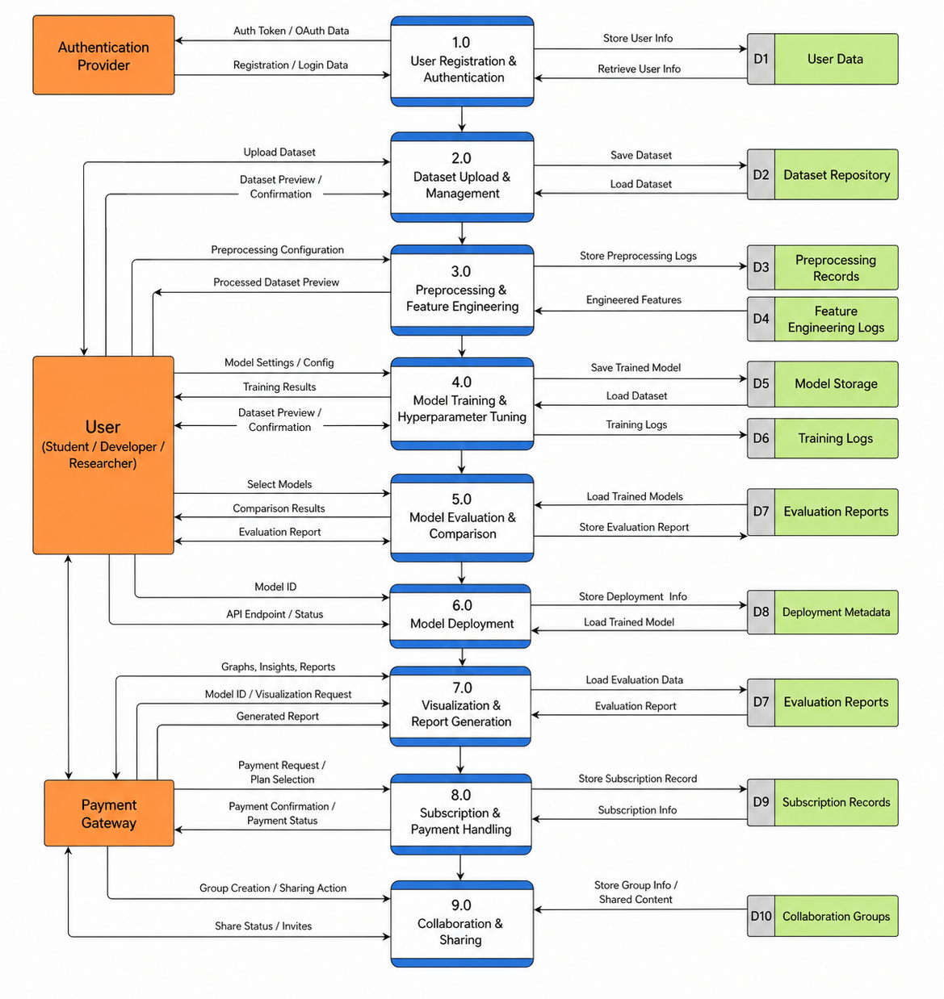 Authentication
Provider
Auth Token / OAuth Data
Registration / Login Data
1.0
User Registration &
Authentication
Store User Info
Retrieve User Info
D1
User Data
Upload Dataset
Dataset Preview /
Confirmation
2.0
Dataset Upload &
Management
Save Dataset
Load Dataset
D2
Dataset Repository
Preprocessing Configuration
Processed Dataset Preview
3.0
Preprocessing &
Feature Engineering
Store Preprocessing Logs
Engineered Features
D3
Preprocessing
Records
D4
Feature
Engineering Logs
User
(Student / Developer /
Researcher)
Model Settings / Config
Training Results
Dataset Preview /
Confirmation
4.0
Model Training &
Hyperparameter Tuning
Save Trained Model
Load Dataset
Training Logs
D5
Model Storage
D6
Training Logs
Select Models
Comparison Results
Evaluation Report
5.0
Model Evaluation &
Comparison
Load Trained Models
Store Evaluation Report
D7
Evaluation Reports
Model ID
API Endpoint / Status
6.0
Model Deployment
Store Deployment Info
Load Trained Model
D8
Deployment Metadata
Graphs, Insights, Reports
Model ID / Visualization Request
Generated Report
7.0
Visualization &
Report Generation
Load Evaluation Data
Evaluation Report
D7
Evaluation Reports
Payment
Gateway
Payment Request /
Plan Selection
Payment Confirmation /
Payment Status
8.0
Subscription &
Payment Handling
Store Subscription Record
Subscription Info
D9
Subscription Records
Group Creation / Sharing Action
Share Status / Invites
9.0
Collaboration &
Sharing
Store Group Info /
Shared Content
D10
Collaboration Groups